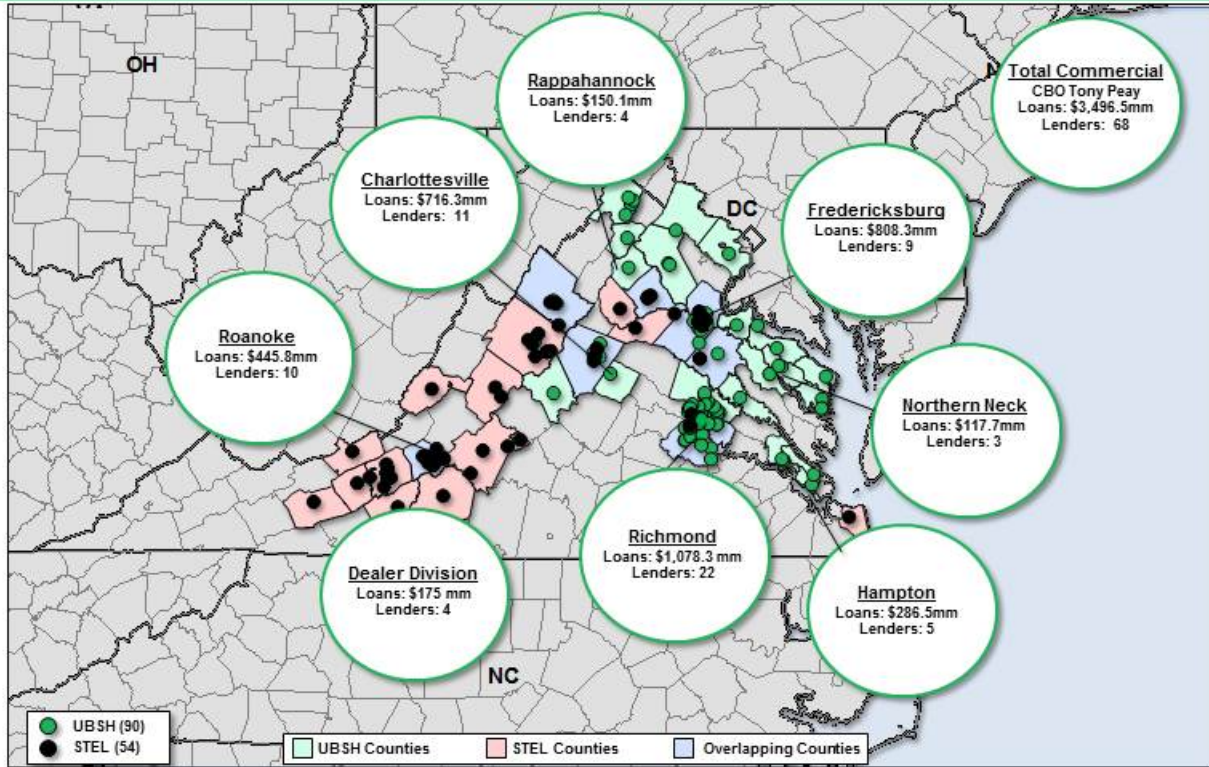 OH
Rappahannock
Loans: $150.1mm
Lenders: 4
Total Commercial
CBO Tony Peay
Loans: $3,496.5mm
Lenders: 68
Charlottesville
Loans: $716.3mm
Lenders: 11
DC
Fredericksburg
Loans: $808.3mm
Lenders: 9
Roanoke
Loans: $445.8mm
Lenders: 10
Northern Neck
Loans: $117.7mm
Lenders: 3
Richmond
Loans: $1,078.3 mm
Lenders: 22
Dealer Division
Loans: $175 mm
Lenders: 4
Hampton
Loans: $286.5mm
Lenders: 5
NC
UBSH (90)
STEL (54)
UBSH Counties
STEL Counties
Overlapping Counties